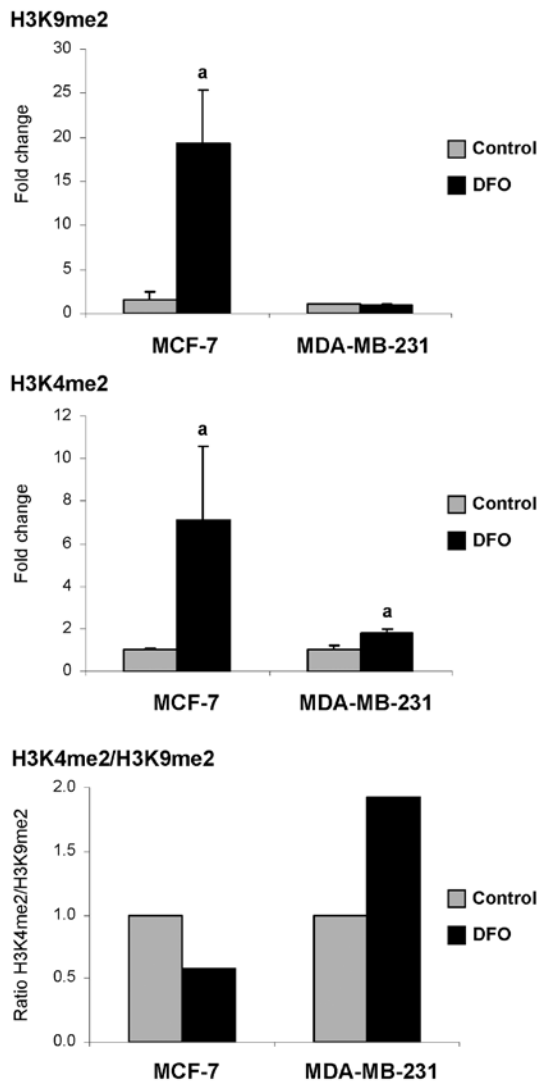 H3K9me2
30
25
20
15
10
5
0
Fold change
a
Control
DFO
MCF-7 MDA-MB-231
H3K4me2
12
10
8
6
4
2
0
Fold change
a
a
Control
DFO
MCF-7 MDA-MB-231
H3K4me2/H3K9me2
2.0
1.5
1.0
0.5
0.0
Ratio H3K4me2/H3K9me2
Control
DFO
MCF-7 MDA-MB-231